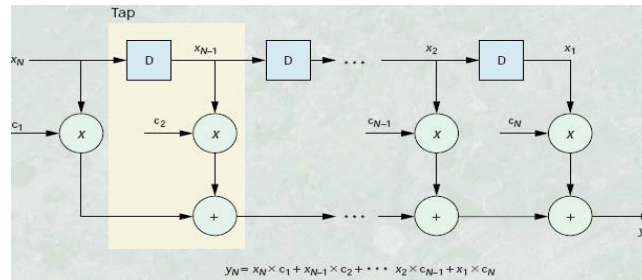 Tap
x_N D x_{N–1} D ··· x_2 D x_1
c_1 x c_2 x c_{N–1} x c_N x
+ ··· + +
y
y_N = x_N × c_1 + x_{N–1} × c_2 + ··· x_2 × c_{N–1} + x_1 × c_N